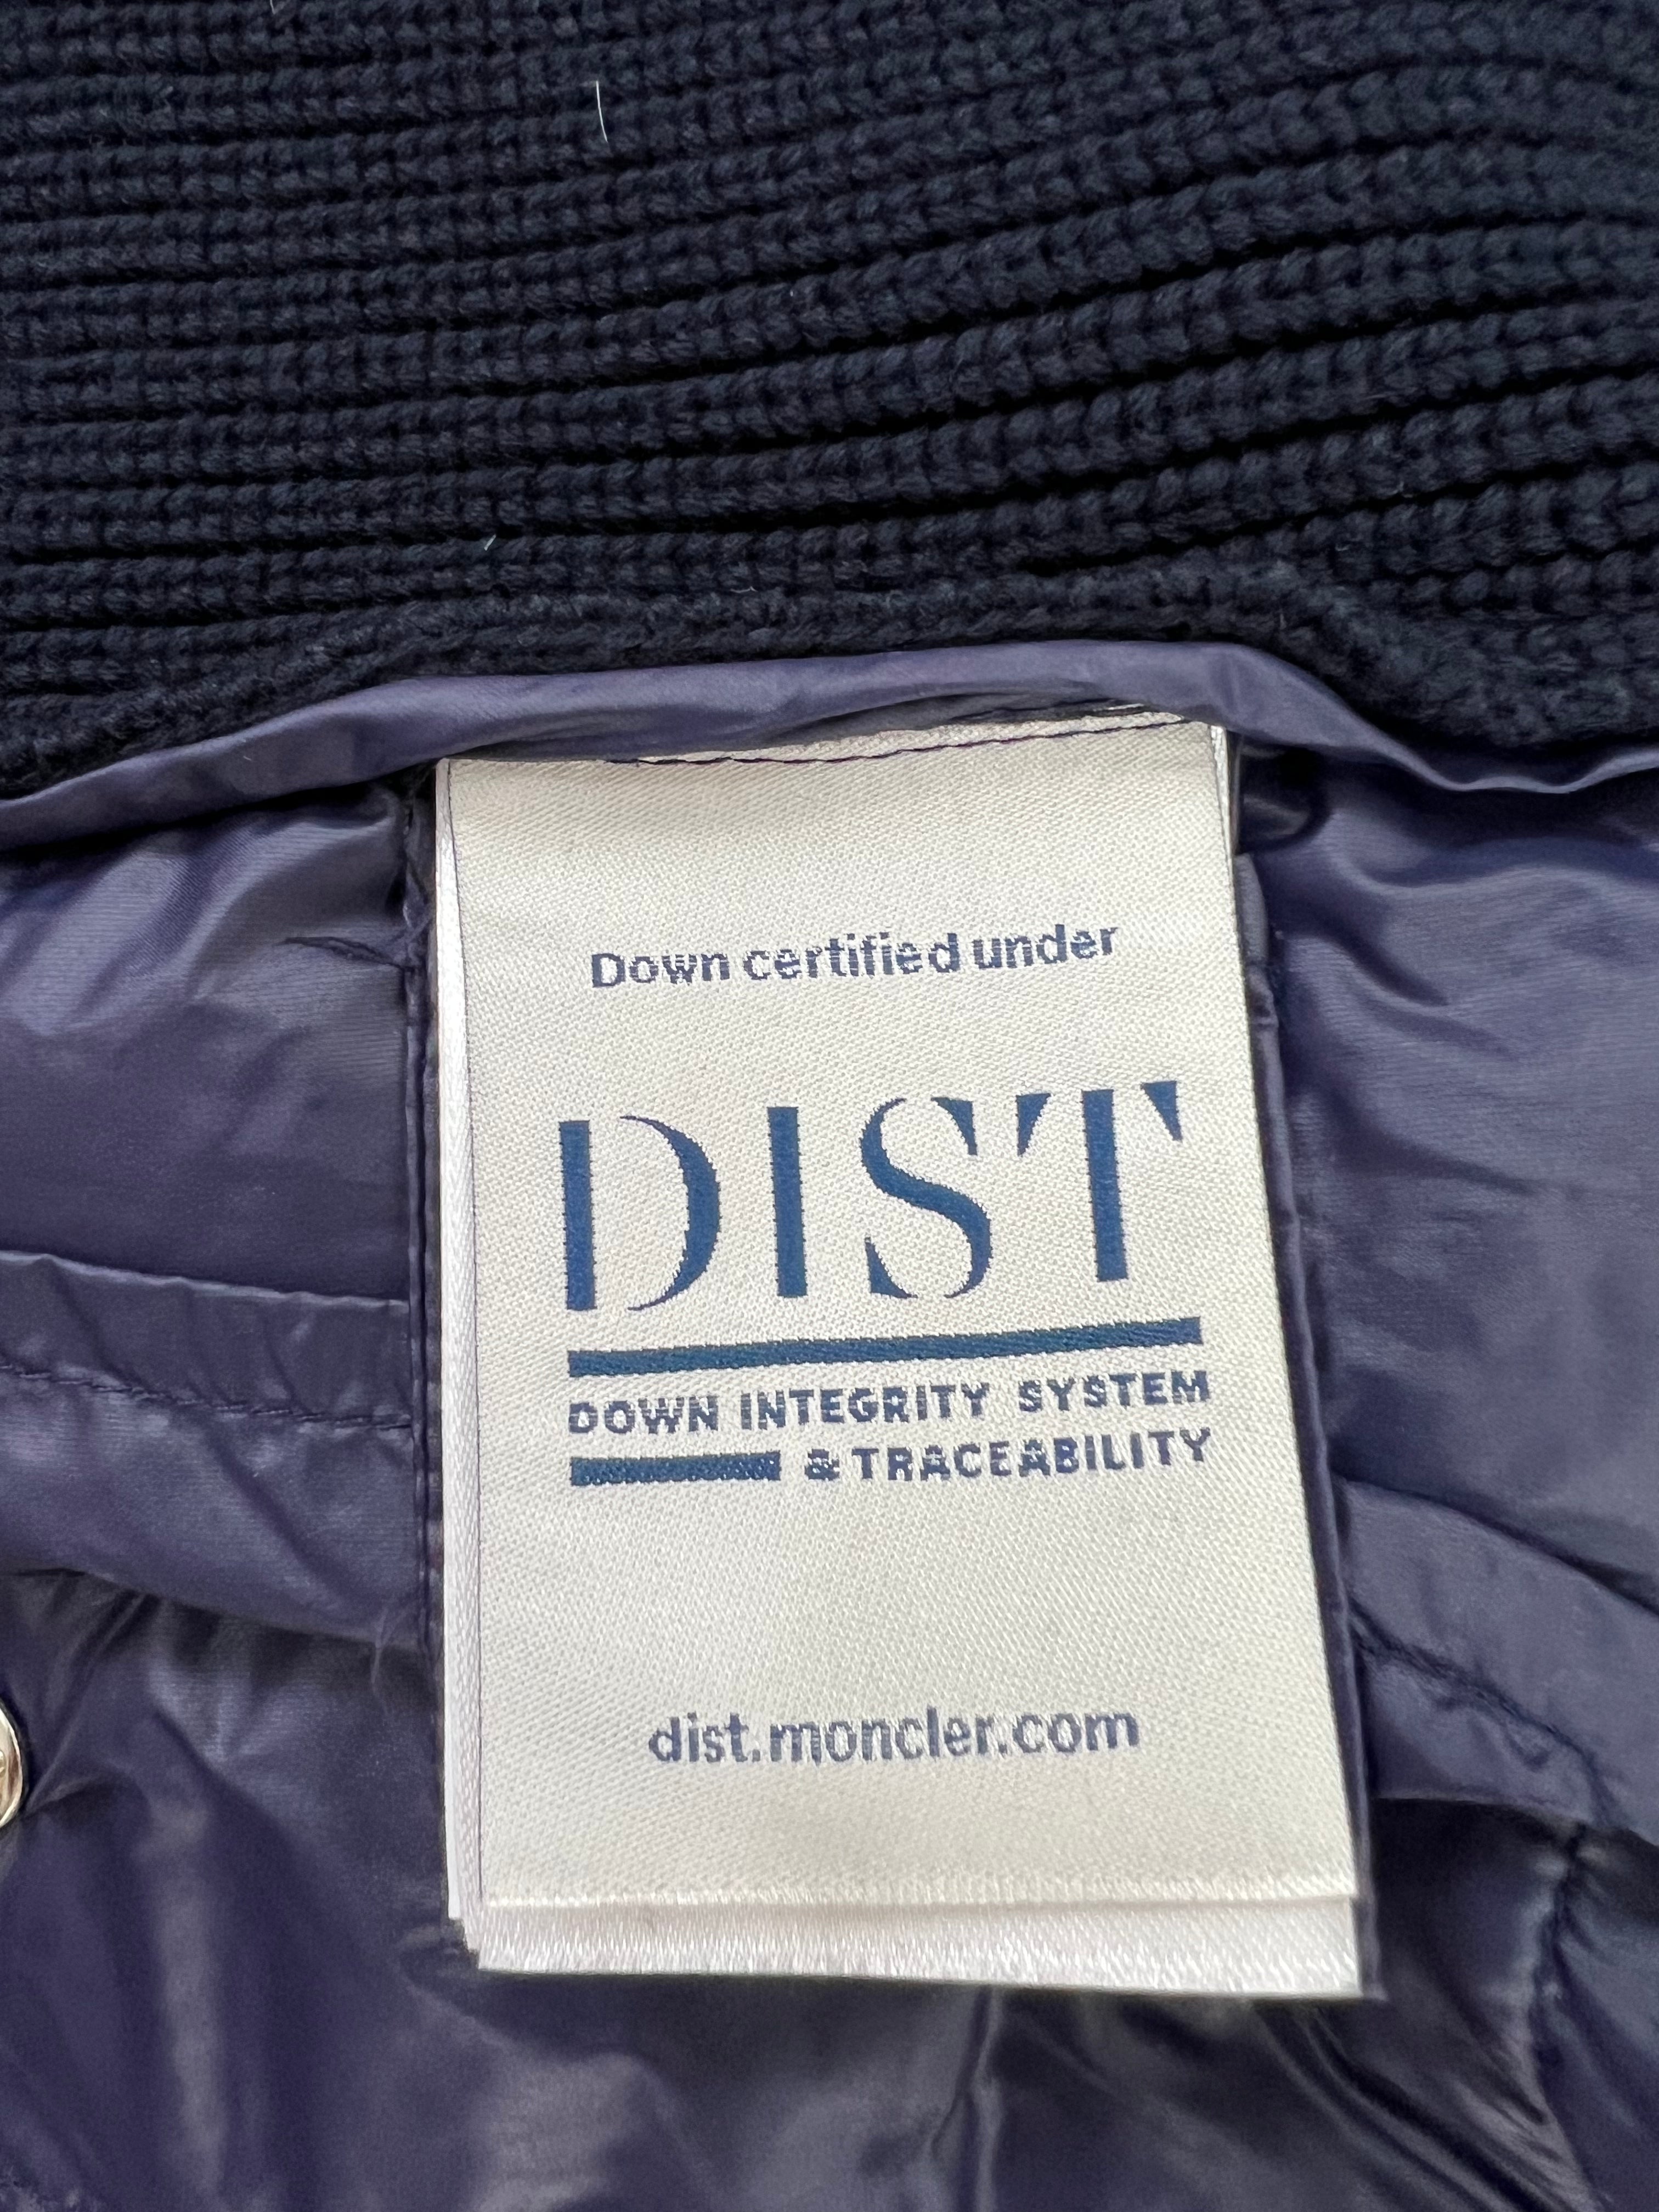 Down certified under
DIST
DOWN INTEGRITY SYSTEM
& TRACEABILITY
dist.moncler.com